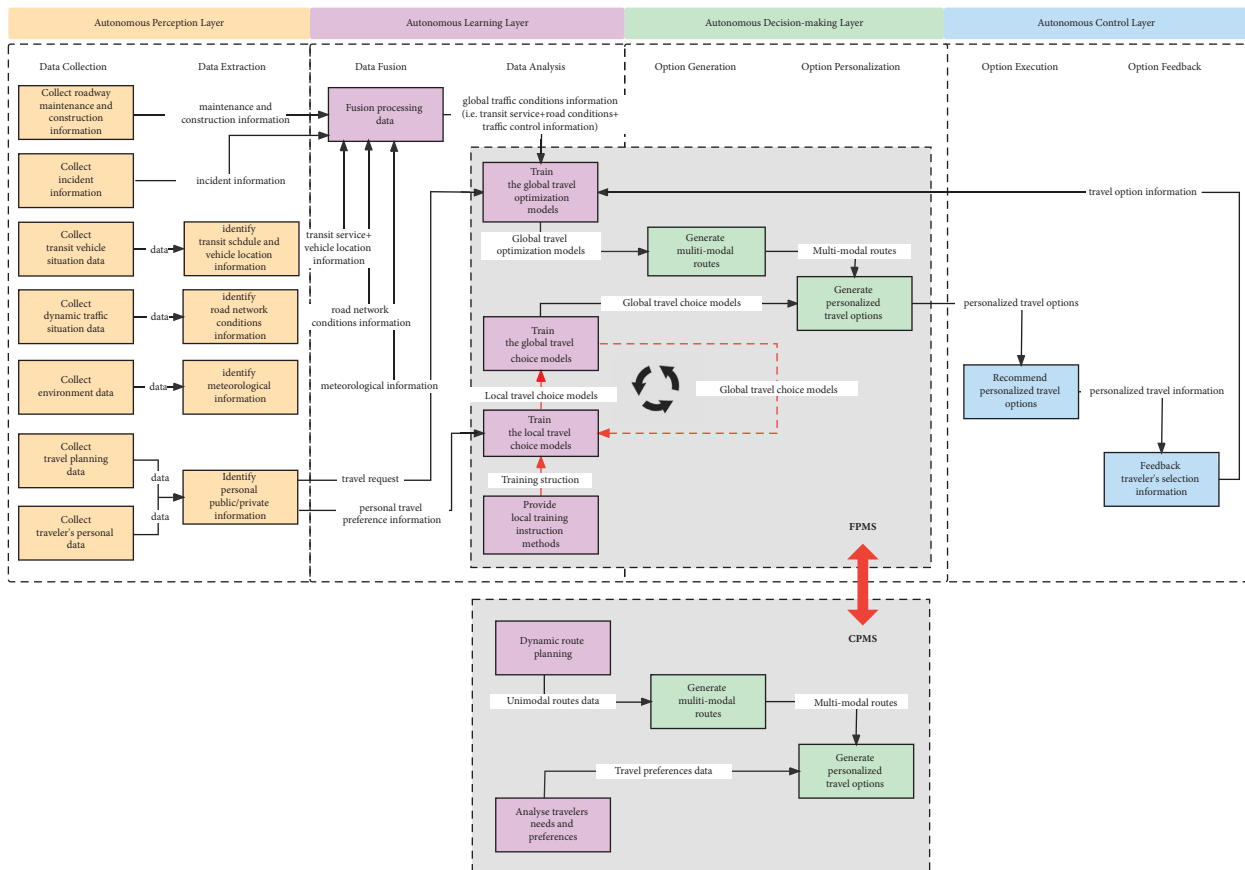 Autonomous Perception Layer
Autonomous Learning Layer
Autonomous Decision-making Layer
Autonomous Control Layer
Data Collection
Data Extraction
Data Fusion
Data Analysis
Option Generation
Option Personalization
Option Execution
Option Feedback
Collect roadway
maintenance and
construction
information
maintenance and
construction information
Fusion processing
data
global traffic conditions information
(i.e. transit service+road conditions+
traffic control information)
Collect
incident
information
incident information
Train
the global travel
optimization
models
travel option information
Collect
transit vehicle
situation data
data
identify
transit schdule and
vehicle location
information
transit service+
vehicle location
information
Global travel
optimization models
Generate
muliti-modal
routes
Multi-modal routes
Collect
dynamic traffic
situation data
data
identify
road network
conditions
information
road network
conditions information
Global travel choice models
Generate
personalized
travel options
personalized travel options
Train
the global travel
choice models
Collect
environment data
data
identify
meteorological
information
meteorological information
Local travel choice models
Global travel choice models
Recommend
personalized travel
options
personalized travel information
Train
the local travel
choice models
Collect
travel planning
data
data
Identify
personal
public/private
information
travel request
Training struction
Feedback
traveler's selection
information
Collect
traveler's personal
data
data
personal travel
preference information
Provide
local training
instruction
methods
FPMS
CPMS
Dynamic route
planning
Unimodal routes data
Generate
muliti-modal
routes
Multi-modal routes
Travel preferences data
Generate
personalized
travel options
Analyse travelers
needs and
preferences